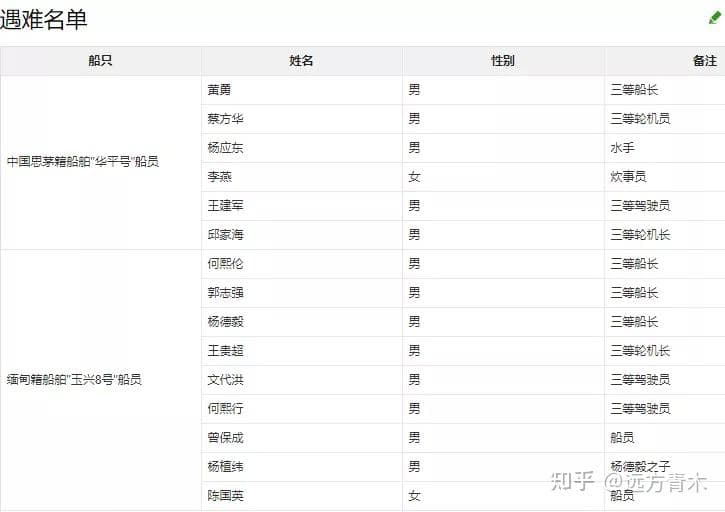 遇难名单
船只 姓名 性别 备注
中国思茅籍船舶"华平号"船员
黄勇 男 三等船长
蔡方华 男 三等轮机员
杨应东 男 水手
李燕 女 炊事员
王建军 男 三等驾驶员
邱家海 男 三等轮机长
缅甸籍船舶"玉兴8号"船员
何熙伦 男 三等船长
郭志强 男 三等船长
杨德毅 男 三等船长
王贵超 男 三等轮机长
文代洪 男 三等驾驶员
何熙行 男 三等驾驶员
曾保成 男 船员
杨植纬 男 杨德毅之子
陈国英 女 船员
知乎 @远方青木